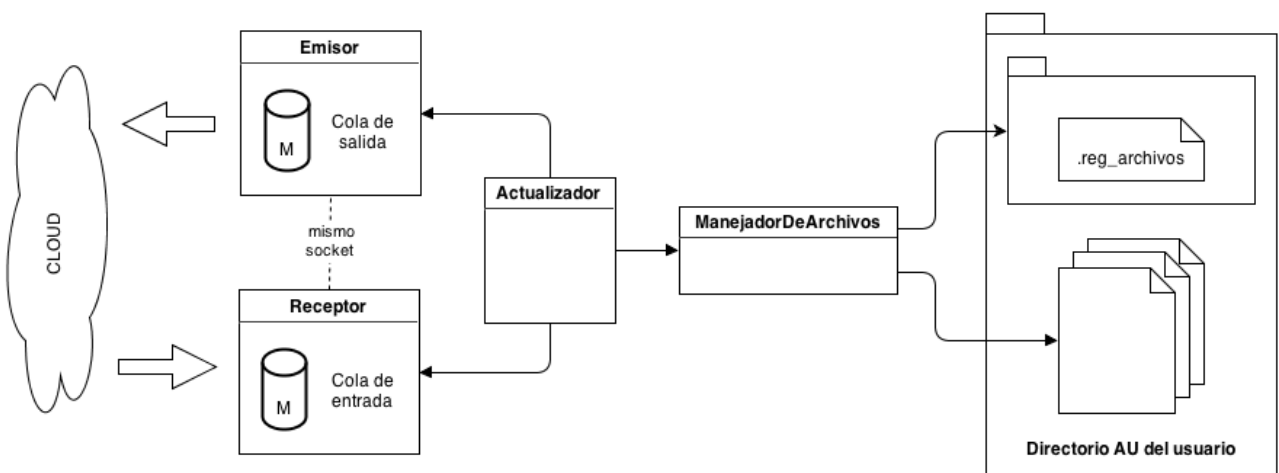 CLOUD
Emisor
M
Cola de
salida
mismo
socket
Receptor
M
Cola de
entrada
Actualizador
ManejadorDeArchivos
.reg_archivos
Directorio AU del usuario